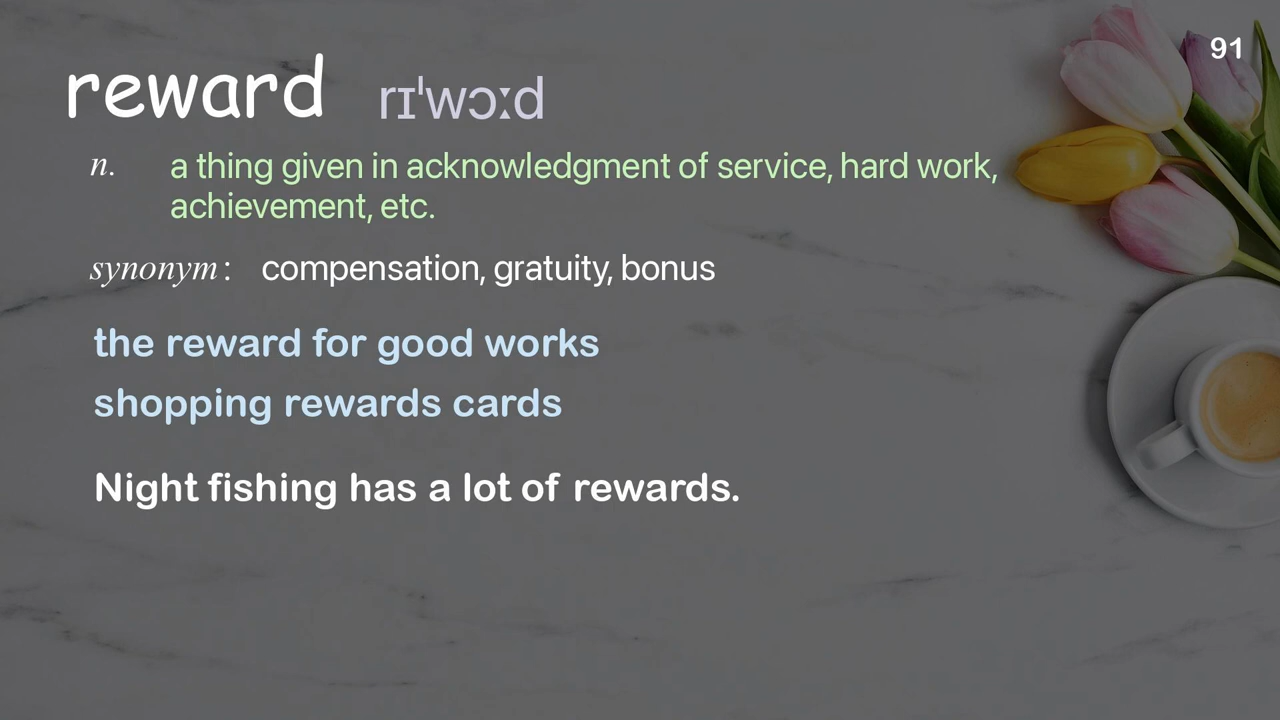 91
reward rɪˈwɔːd
n. a thing given in acknowledgment of service, hard work,
achievement, etc.
synonym : compensation, gratuity, bonus
the reward for good works
shopping rewards cards
Night fishing has a lot of rewards.